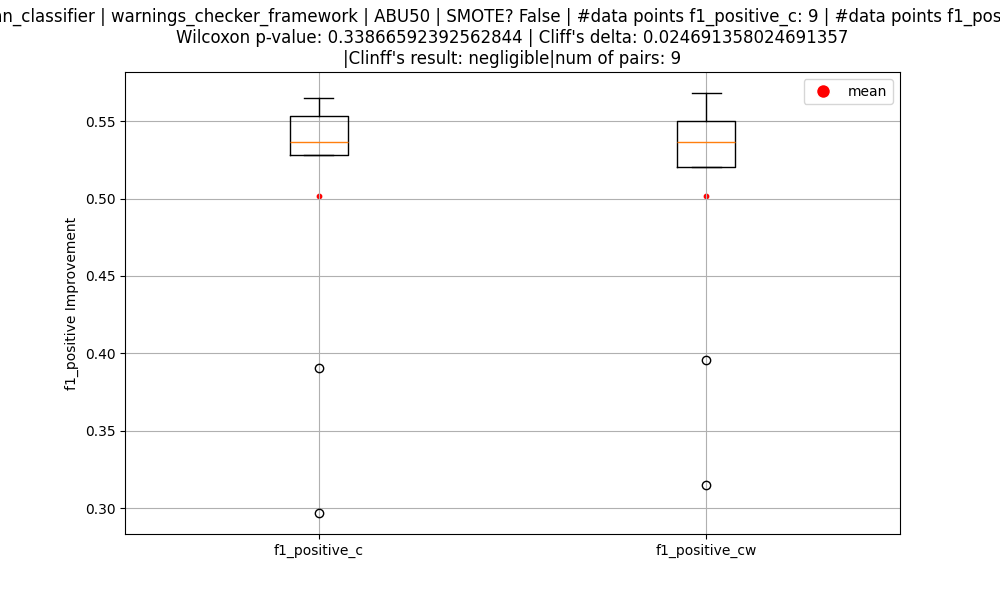 an_classifier | warnings_checker_framework | ABU50 | SMOTE? False | #data points f1_positive_c: 9 | #data points f1_pos
Wilcoxon p-value: 0.33866592392562844 | Cliff's delta: 0.024691358024691357
|Clinff's result: negligible|num of pairs: 9
mean
0.55
0.50
0.45
0.40
0.35
0.30
f1_positive Improvement
f1_positive_c
f1_positive_cw